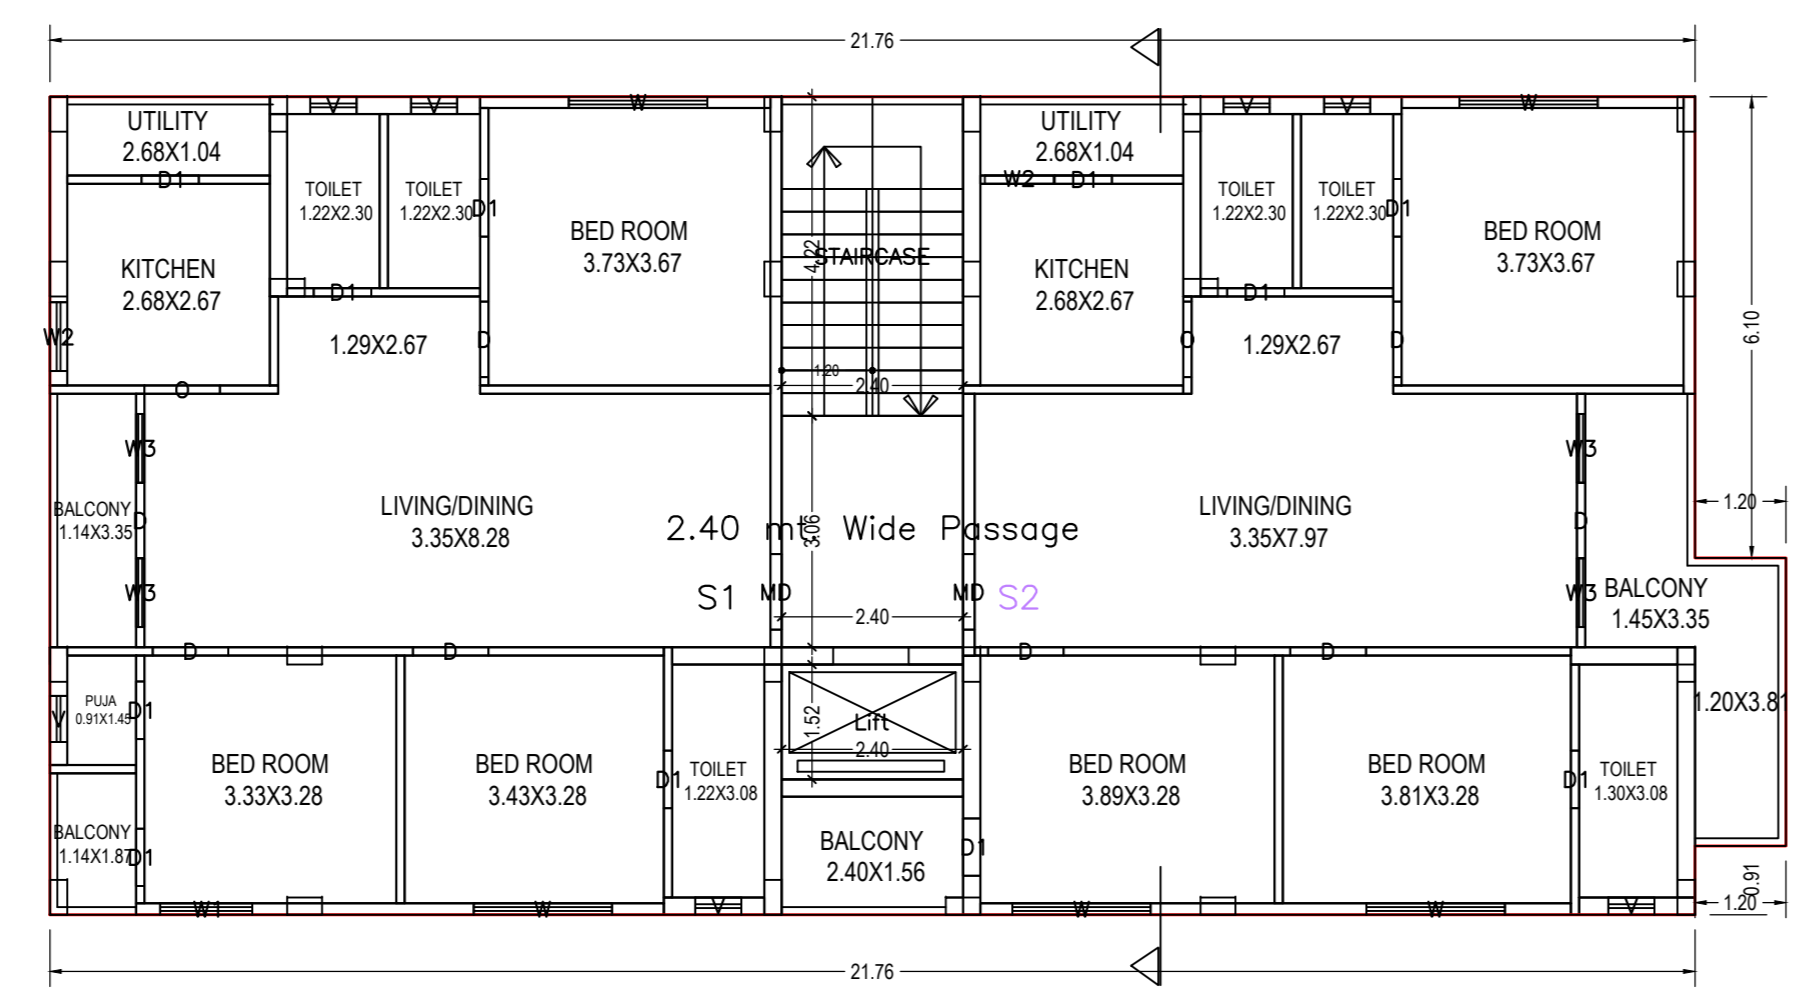 21.76
UTILITY
2.68X1.04
D1
KITCHEN
2.68X2.67
W2
O
V
V
TOILET
1.22X2.30
TOILET
1.22X2.30
D1
D1
1.29X2.67
D
W
BED ROOM
3.73X3.67
4.22
STAIRCASE
1.20
2.40
UTILITY
2.68X1.04
W2
D1
KITCHEN
2.68X2.67
O
V
V
TOILET
1.22X2.30
TOILET
1.22X2.30
D1
D1
1.29X2.67
D
W
BED ROOM
3.73X3.67
6.10
W3
BALCONY
1.14X3.35
D
W3
LIVING/DINING
3.35X8.28
2.40 mt. Wide Passage
3.06
S1
MD
2.40
MD
S2
LIVING/DINING
3.35X7.97
W3
D
W3
BALCONY
1.45X3.35
1.20
D
D
D
D
PUJA
0.91X1.45
V
D1
BALCONY
1.14X1.87
D1
BED ROOM
3.33X3.28
W1
BED ROOM
3.43X3.28
W
D1
TOILET
1.22X3.08
V
1.52
Lift
2.40
BALCONY
2.40X1.56
D1
BED ROOM
3.89X3.28
W
BED ROOM
3.81X3.28
W
D1
TOILET
1.30X3.08
V
1.20X3.81
0.91
1.20
21.76